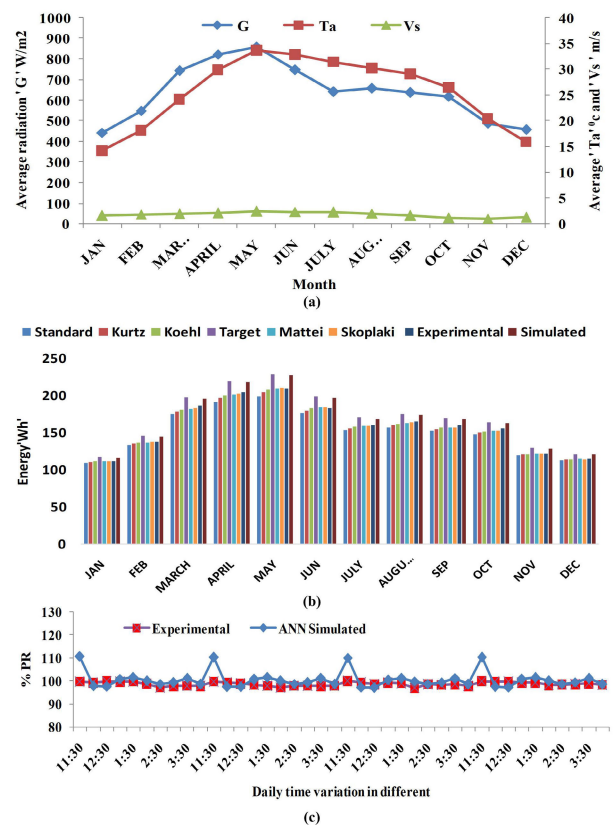 G Ta Vs
Average radiation ' G' W/m2
1000
900
800
700
600
500
400
300
200
100
0
40
35
30
25
20
15
10
5
0
Average ' Ta' ⁰c and ' Vs ' m/s
JAN FEB MAR.. APRIL MAY JUN JULY AUG.. SEP OCT NOV DEC
Month
(a)
Standard Kurtz Koehl Target Mattei Skoplaki Experimental Simulated
Energy'Wh'
250
200
150
100
50
0
JAN FEB MARCH APRIL MAY JUN JULY AUGU... SEP OCT NOV DEC
(b)
Experimental ANN Simulated
% PR
130
120
110
100
90
80
11:30 12:30 1:30 2:30 3:30 11:30 12:30 1:30 2:30 3:30 11:30 12:30 1:30 2:30 3:30 11:30 12:30 1:30 2:30 3:30
Daily time variation in different
(c)